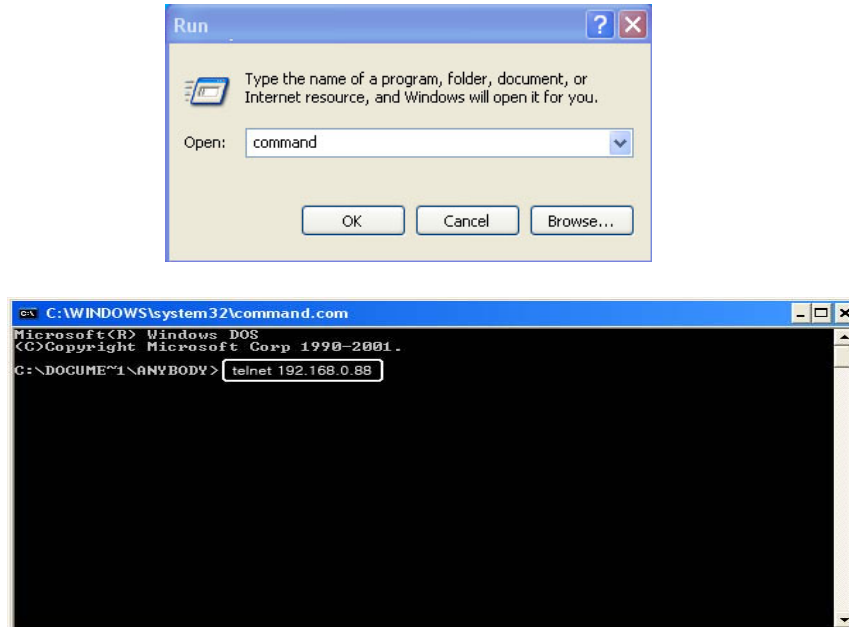 Run
Type the name of a program, folder, document, or
Internet resource, and Windows will open it for you.
Open: command
OK Cancel Browse...
C:\WINDOWS\system32\command.com
Microsoft(R) Windows DOS
(C)Copyright Microsoft Corp 1990-2001.
C:\DOCUME~1\ANYBODY> telnet 192.168.0.88